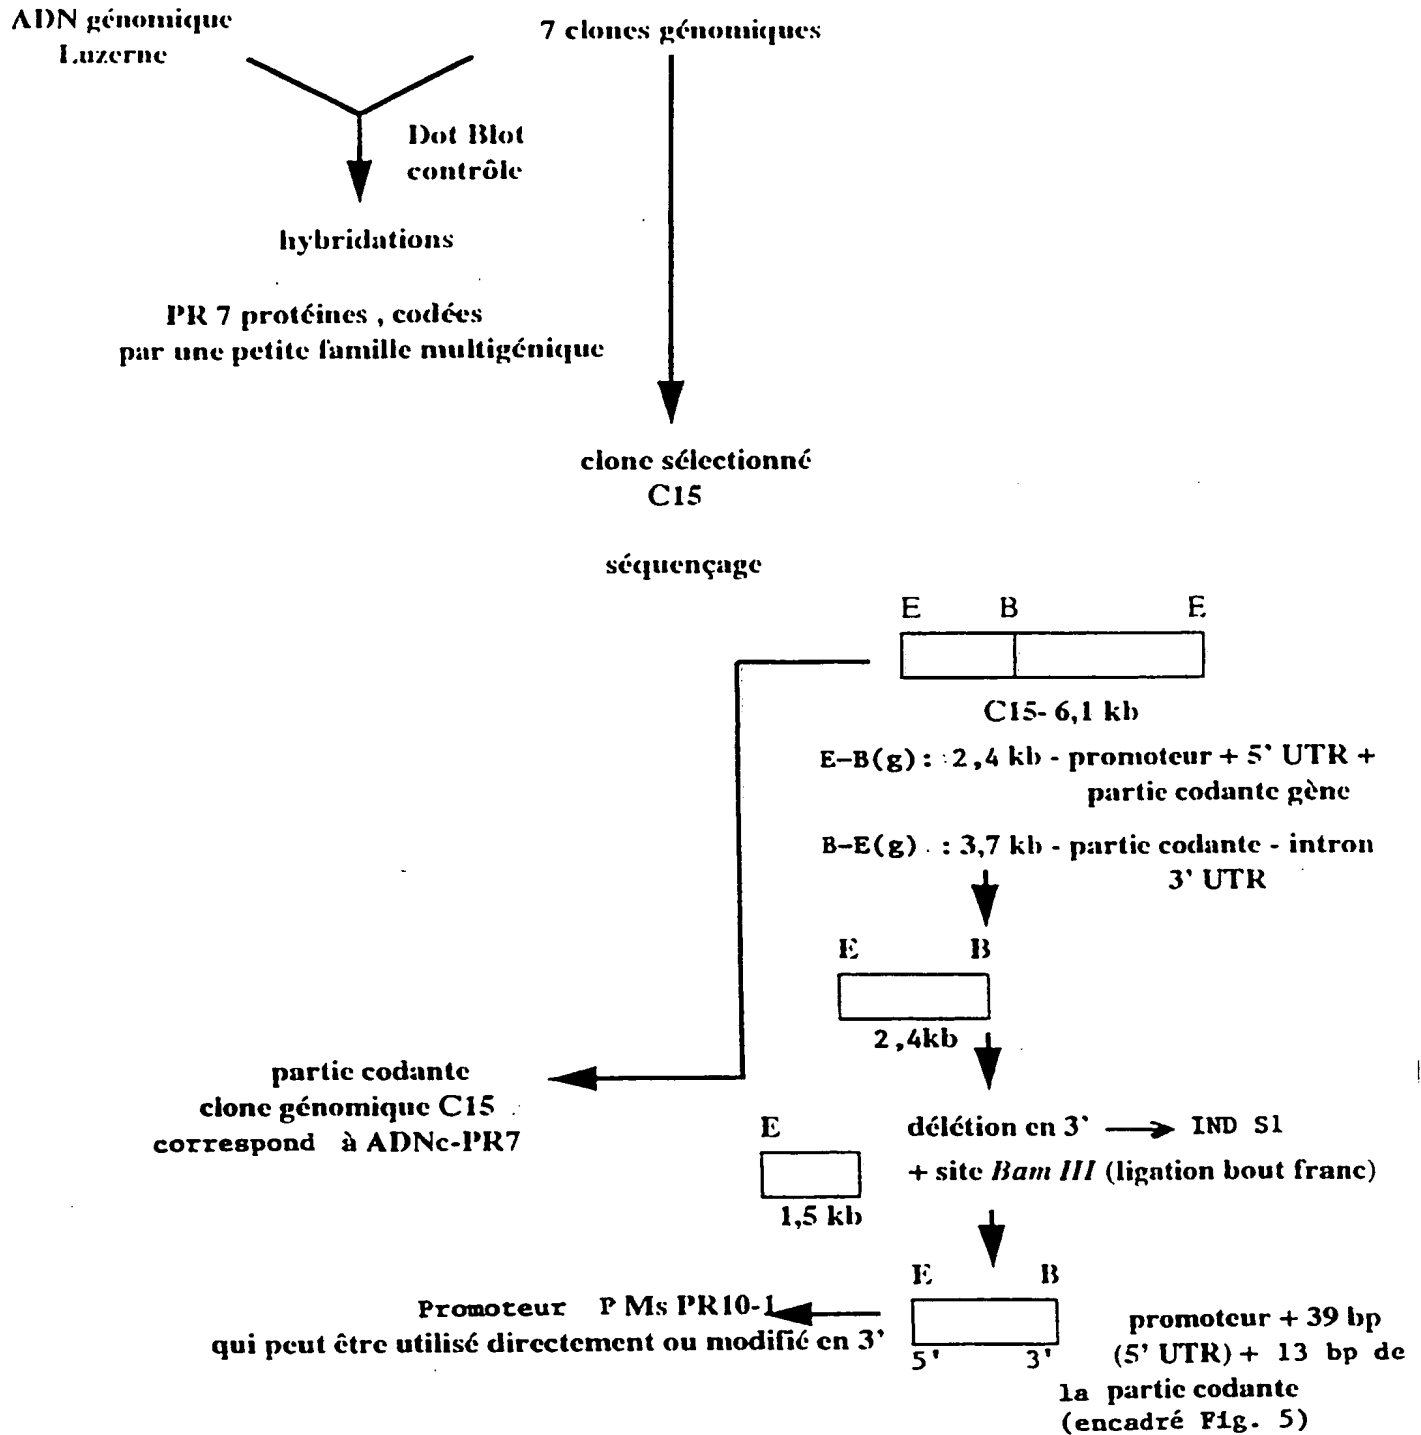 ADN génomique
Luzerne
7 clones génomiques
Dot Blot
contrôle
hybridations
PR 7 protéines , codées
par une petite famille multigénique
clone sélectionné
C15
séquençage
E B E
C15- 6,1 kb
E-B(g) : 2,4 kb - promoteur + 5' UTR +
partie codante gène
B-E(g) : 3,7 kb - partie codante - intron
3' UTR
E B
2,4kb
partie codante
clone génomique C15
correspond à ADNc-PR7
délétion en 3' → IND S1
+ site Bam III (ligation bout franc)
E
1,5 kb
E B
5' 3'
Promoteur P Ms PR10-1
qui peut être utilisé directement ou modifié en 3'
promoteur + 39 bp
(5' UTR) + 13 bp de
la partie codante
(encadré Fig. 5)